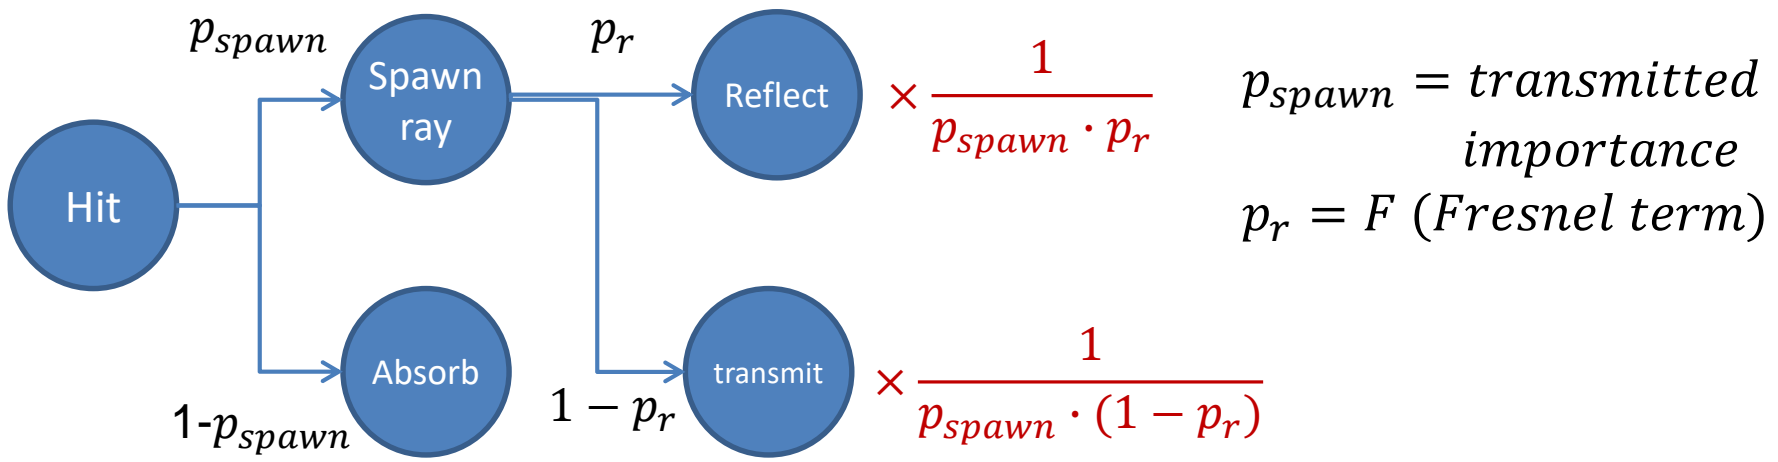 p_spawn
p_r
Hit
Spawn
ray
Reflect
× 1 / (p_spawn · p_r)
p_spawn = transmitted
importance
p_r = F (Fresnel term)
Absorb
transmit
1-p_spawn
1 − p_r
× 1 / (p_spawn · (1 − p_r))